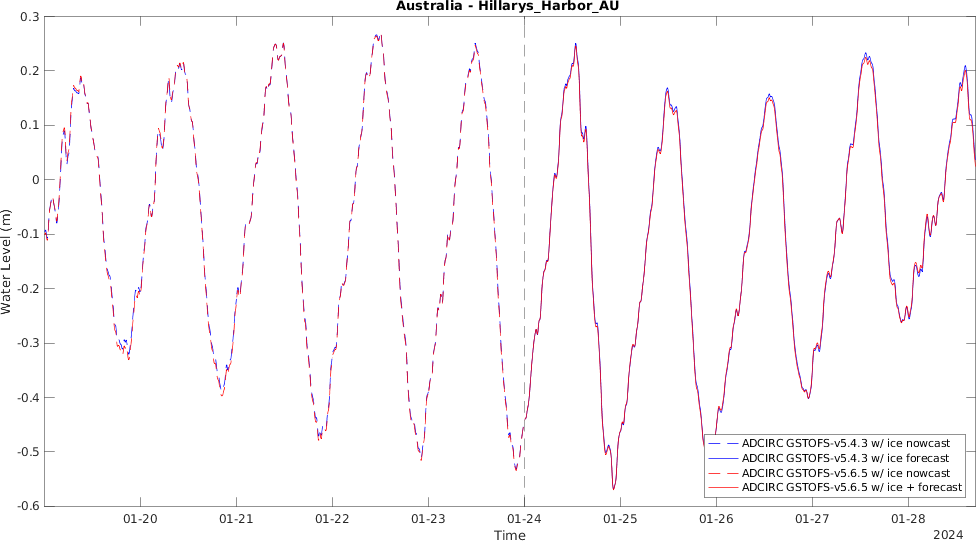 Australia - Hillarys_Harbor_AU
Water Level (m)
0.3
0.2
0.1
0
-0.1
-0.2
-0.3
-0.4
-0.5
-0.6
ADCIRC GSTOFS-v5.4.3 w/ ice nowcast
ADCIRC GSTOFS-v5.4.3 w/ ice forecast
ADCIRC GSTOFS-v5.6.5 w/ ice nowcast
ADCIRC GSTOFS-v5.6.5 w/ ice + forecast
01-20 01-21 01-22 01-23 01-24 01-25 01-26 01-27 01-28
Time
2024